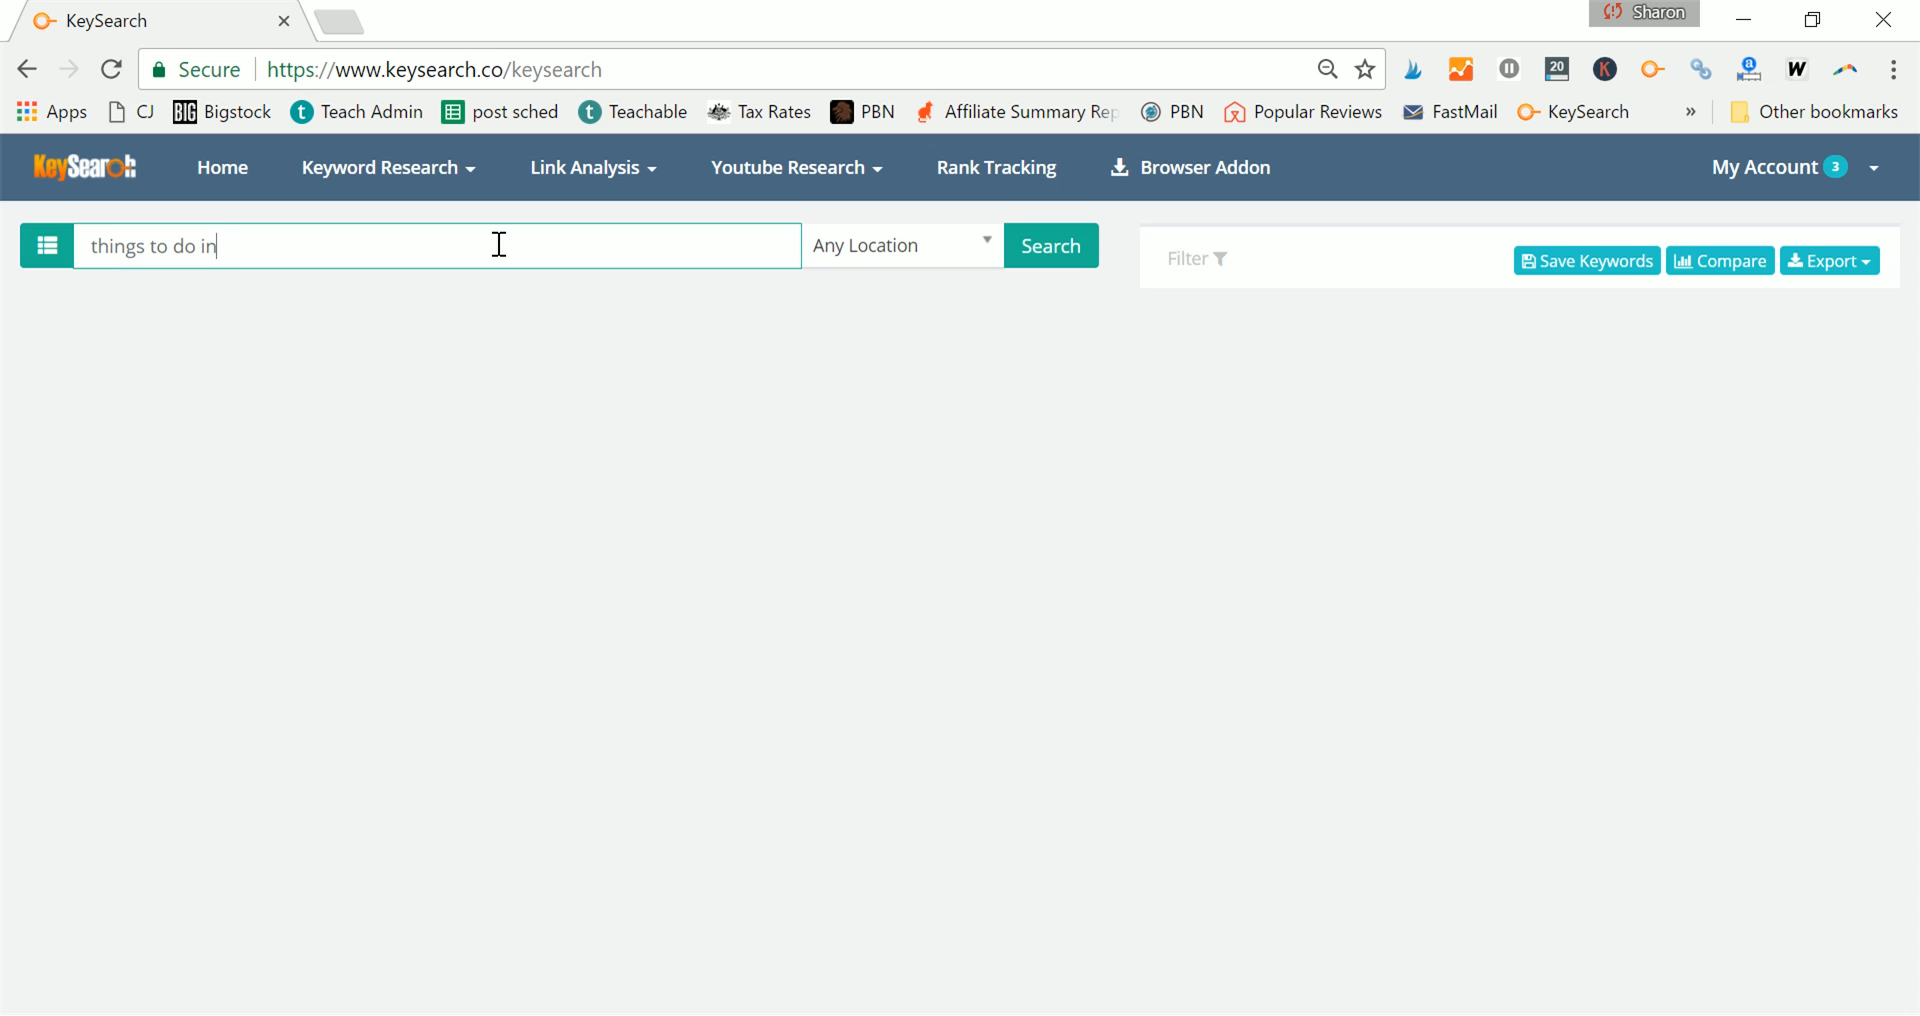 KeySearch
Sharon
Secure https://www.keysearch.co/keysearch
20 K a W
Apps CJ BIG Bigstock t Teach Admin post sched t Teachable Tax Rates PBN Affiliate Summary Rep PBN Popular Reviews FastMail KeySearch » Other bookmarks
KeySearch Home Keyword Research Link Analysis Youtube Research Rank Tracking Browser Addon My Account 3
things to do in Any Location Search
Filter Save Keywords Compare Export